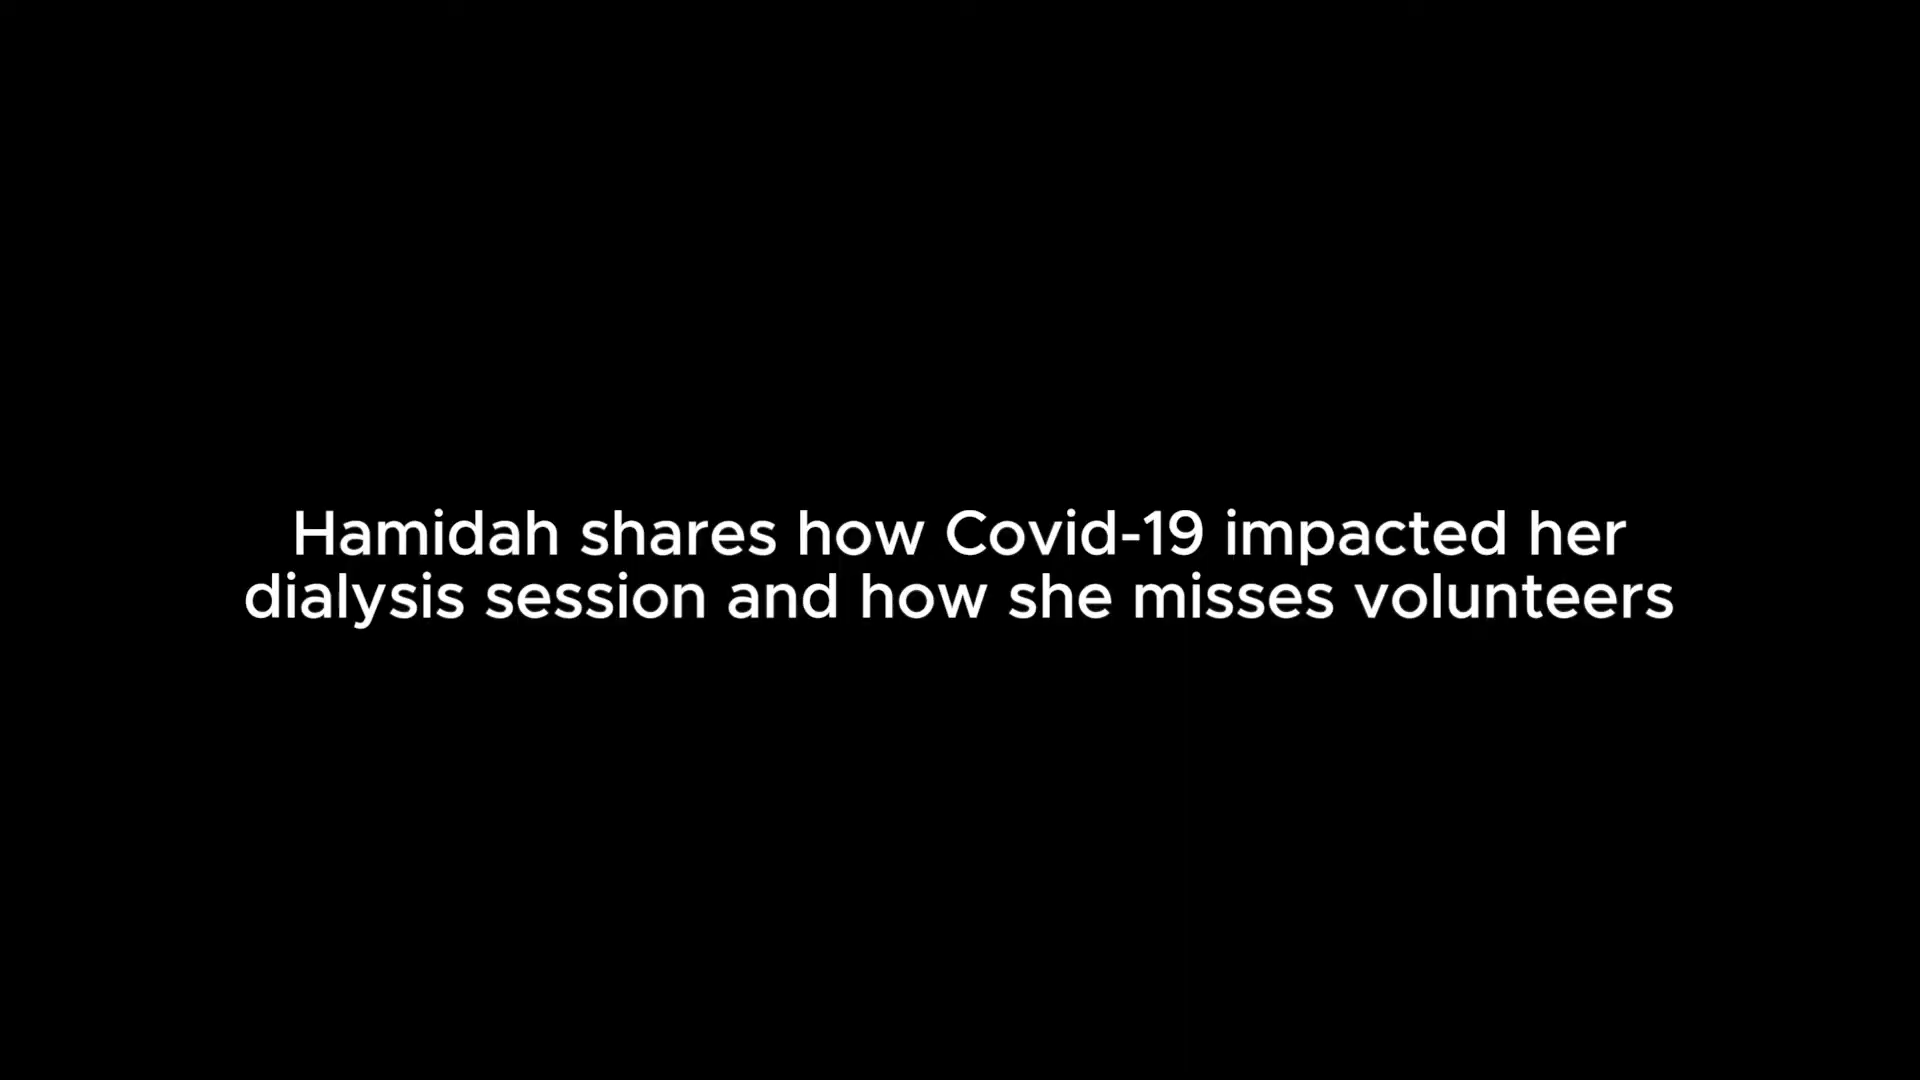 Hamidah shares how Covid-19 impacted her
dialysis session and how she misses volunteers